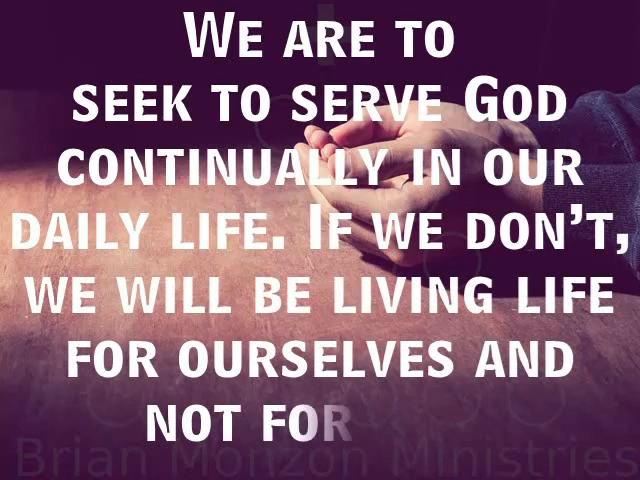 We are to
seek to serve God
continually in our
daily life. If we don't,
we will be living life
for ourselves and
not for
Brian Monzon Ministries